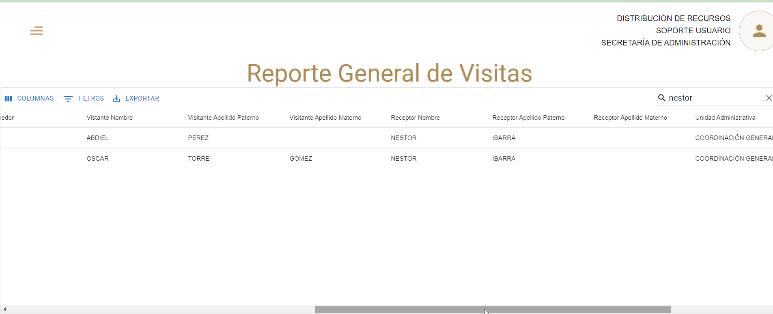 DISTRIBUCIÓN DE RECURSOS
SOPORTE USUARIO
SECRETARÍA DE ADMINISTRACIÓN
Reporte General de Visitas
COLUMNAS FILTROS EXPORTAR nestor
eedor Vistante Nombre Visitante Apellido Paterno Visitante Apellido Materno Receptor Nombre Receptor Apellido Paterno Receptor Apellido Materno Unidad Administrativa
ABDIEL PEREZ NESTOR IBARRA COORDINACIÓN GENERAL
OSCAR TORRE GOMEZ NESTOR IBARRA COORDINACIÓN GENERAL